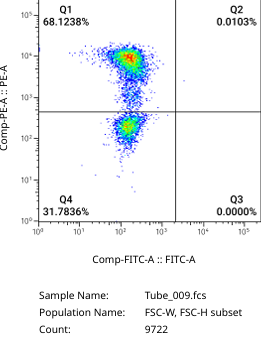 Q1
68.1238%
Q2
0.0103%
Q4
31.7836%
Q3
0.0000%
10⁵
10⁴
10³
10²
10¹
10⁰
10⁰ 10¹ 10² 10³ 10⁴ 10⁵
Comp-PE-A :: PE-A
Comp-FITC-A :: FITC-A
Sample Name: Tube_009.fcs
Population Name: FSC-W, FSC-H subset
Count: 9722